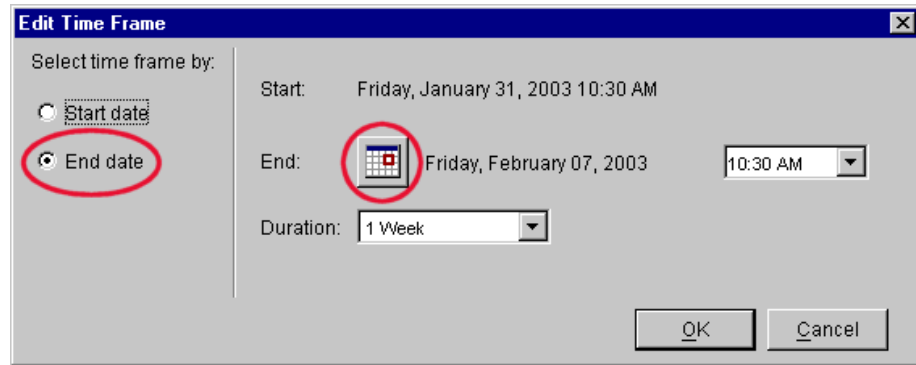 Edit Time Frame
Select time frame by:
Start date
End date
Start: Friday, January 31, 2003 10:30 AM
End: Friday, February 07, 2003 10:30 AM
Duration: 1 Week
OK Cancel